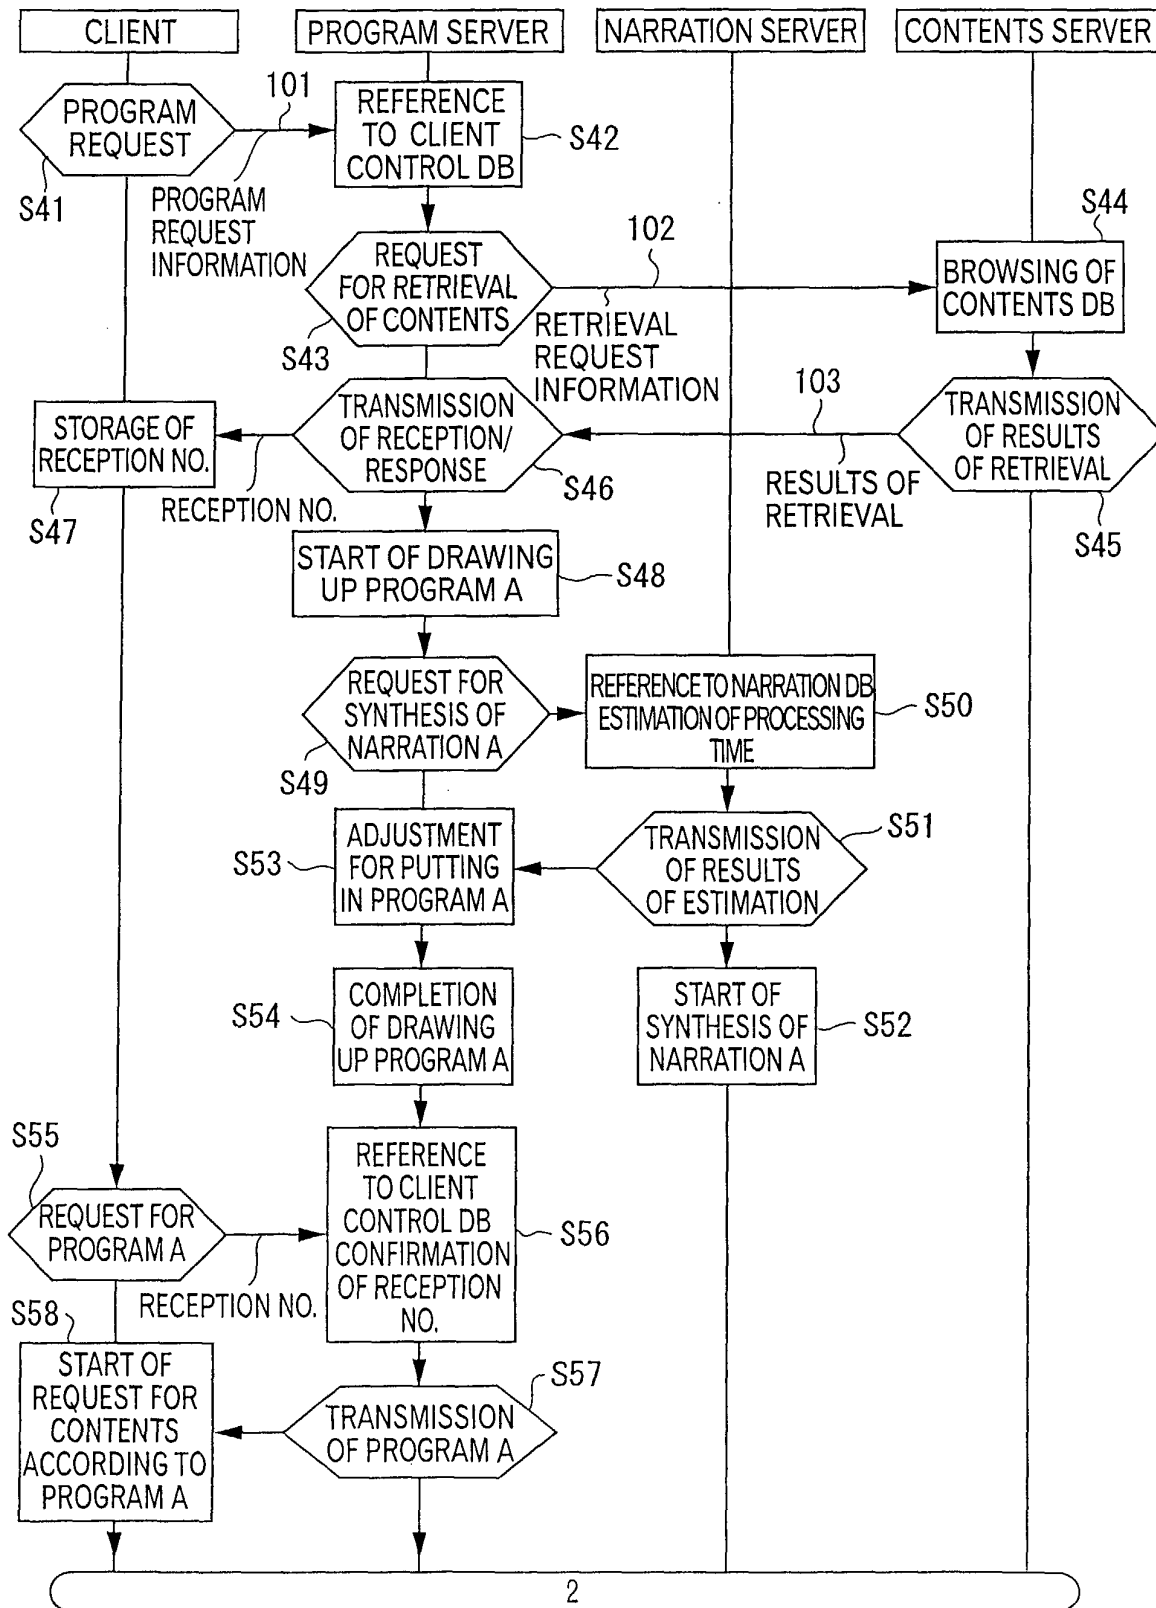 CLIENT
PROGRAM SERVER
NARRATION SERVER
CONTENTS SERVER
PROGRAM
REQUEST
S41
101
PROGRAM
REQUEST
INFORMATION
REFERENCE
TO CLIENT
CONTROL DB
S42
REQUEST
FOR RETRIEVAL
OF CONTENTS
S43
102
RETRIEVAL
REQUEST
INFORMATION
S44
BROWSING OF
CONTENTS DB
TRANSMISSION
OF RESULTS
OF RETRIEVAL
S45
103
RESULTS OF
RETRIEVAL
TRANSMISSION
OF RECEPTION/
RESPONSE
S46
RECEPTION NO.
STORAGE OF
RECEPTION NO.
S47
START OF DRAWING
UP PROGRAM A
S48
REQUEST FOR
SYNTHESIS OF
NARRATION A
S49
REFERENCE TO NARRATION DB
ESTIMATION OF PROCESSING
TIME
S50
TRANSMISSION
OF RESULTS
OF ESTIMATION
S51
START OF
SYNTHESIS OF
NARRATION A
S52
S53
ADJUSTMENT
FOR PUTTING
IN PROGRAM A
S54
COMPLETION
OF DRAWING
UP PROGRAM A
S55
REQUEST FOR
PROGRAM A
RECEPTION NO.
REFERENCE
TO CLIENT
CONTROL DB
CONFIRMATION
OF RECEPTION
NO.
S56
S57
TRANSMISSION
OF PROGRAM A
S58
START OF
REQUEST FOR
CONTENTS
ACCORDING TO
PROGRAM A
2